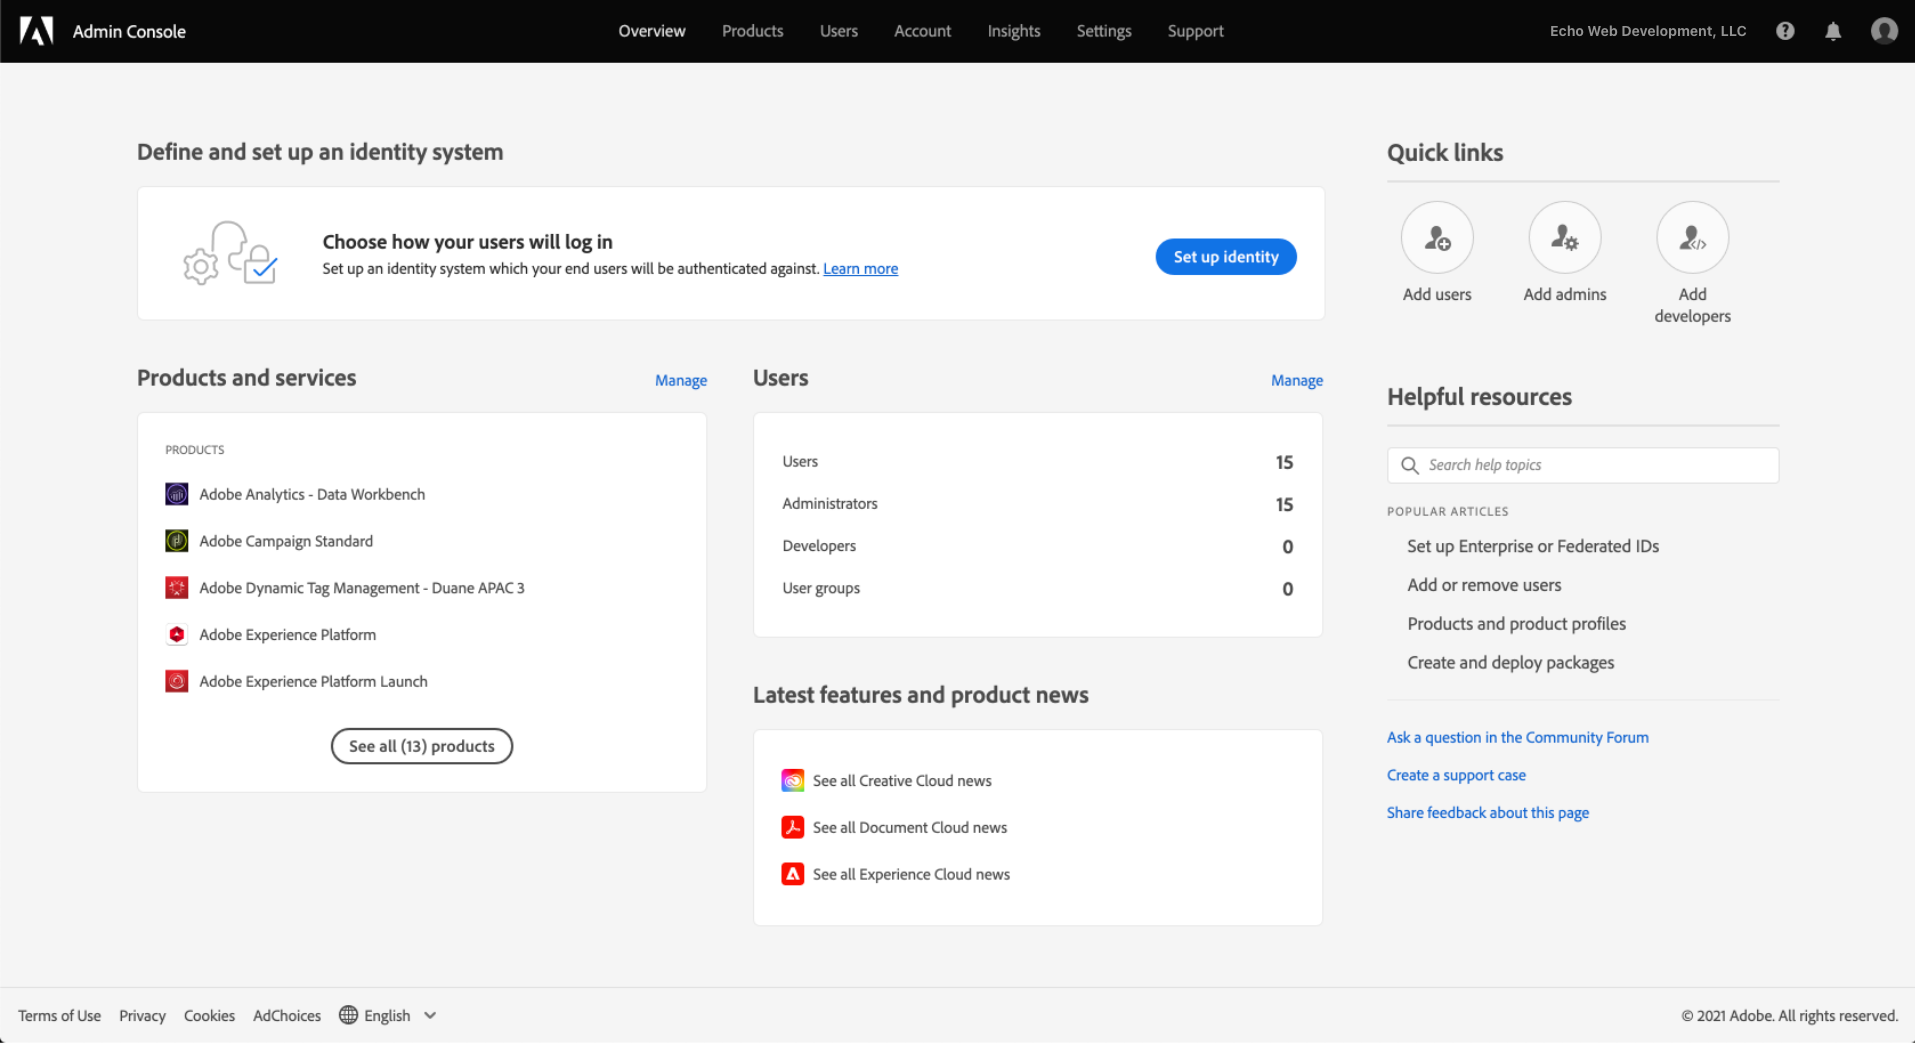 Admin Console
Overview
Products
Users
Account
Insights
Settings
Support
Echo Web Development, LLC
Define and set up an identity system
Choose how your users will log in
Set up an identity system which your end users will be authenticated against. Learn more
Set up identity
Products and services
Manage
PRODUCTS
Adobe Analytics - Data Workbench
Adobe Campaign Standard
Adobe Dynamic Tag Management - Duane APAC 3
Adobe Experience Platform
Adobe Experience Platform Launch
See all (13) products
Users
Manage
Users 15
Administrators 15
Developers 0
User groups 0
Latest features and product news
See all Creative Cloud news
See all Document Cloud news
See all Experience Cloud news
Quick links
Add users
Add admins
Add
developers
Helpful resources
Search help topics
POPULAR ARTICLES
Set up Enterprise or Federated IDs
Add or remove users
Products and product profiles
Create and deploy packages
Ask a question in the Community Forum
Create a support case
Share feedback about this page
Terms of Use
Privacy
Cookies
AdChoices
English
© 2021 Adobe. All rights reserved.